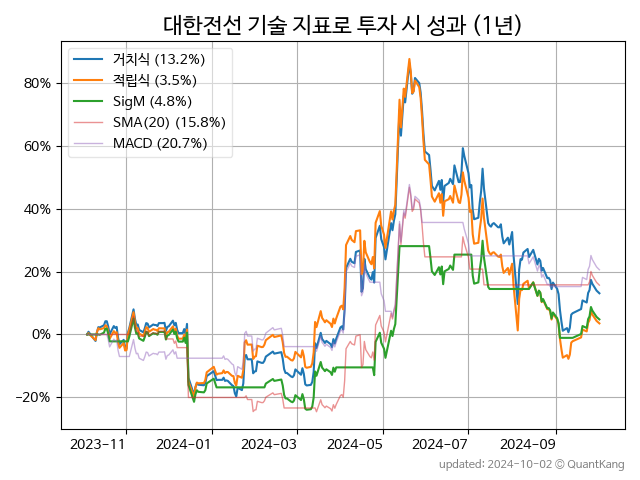 대한전선 기술 지표로 투자 시 성과 (1년)
거치식 (13.2%)
적립식 (3.5%)
SigM (4.8%)
SMA(20) (15.8%)
MACD (20.7%)
80%
60%
40%
20%
0%
−20%
2023-11 2024-01 2024-03 2024-05 2024-07 2024-09
updated: 2024-10-02 © QuantKang